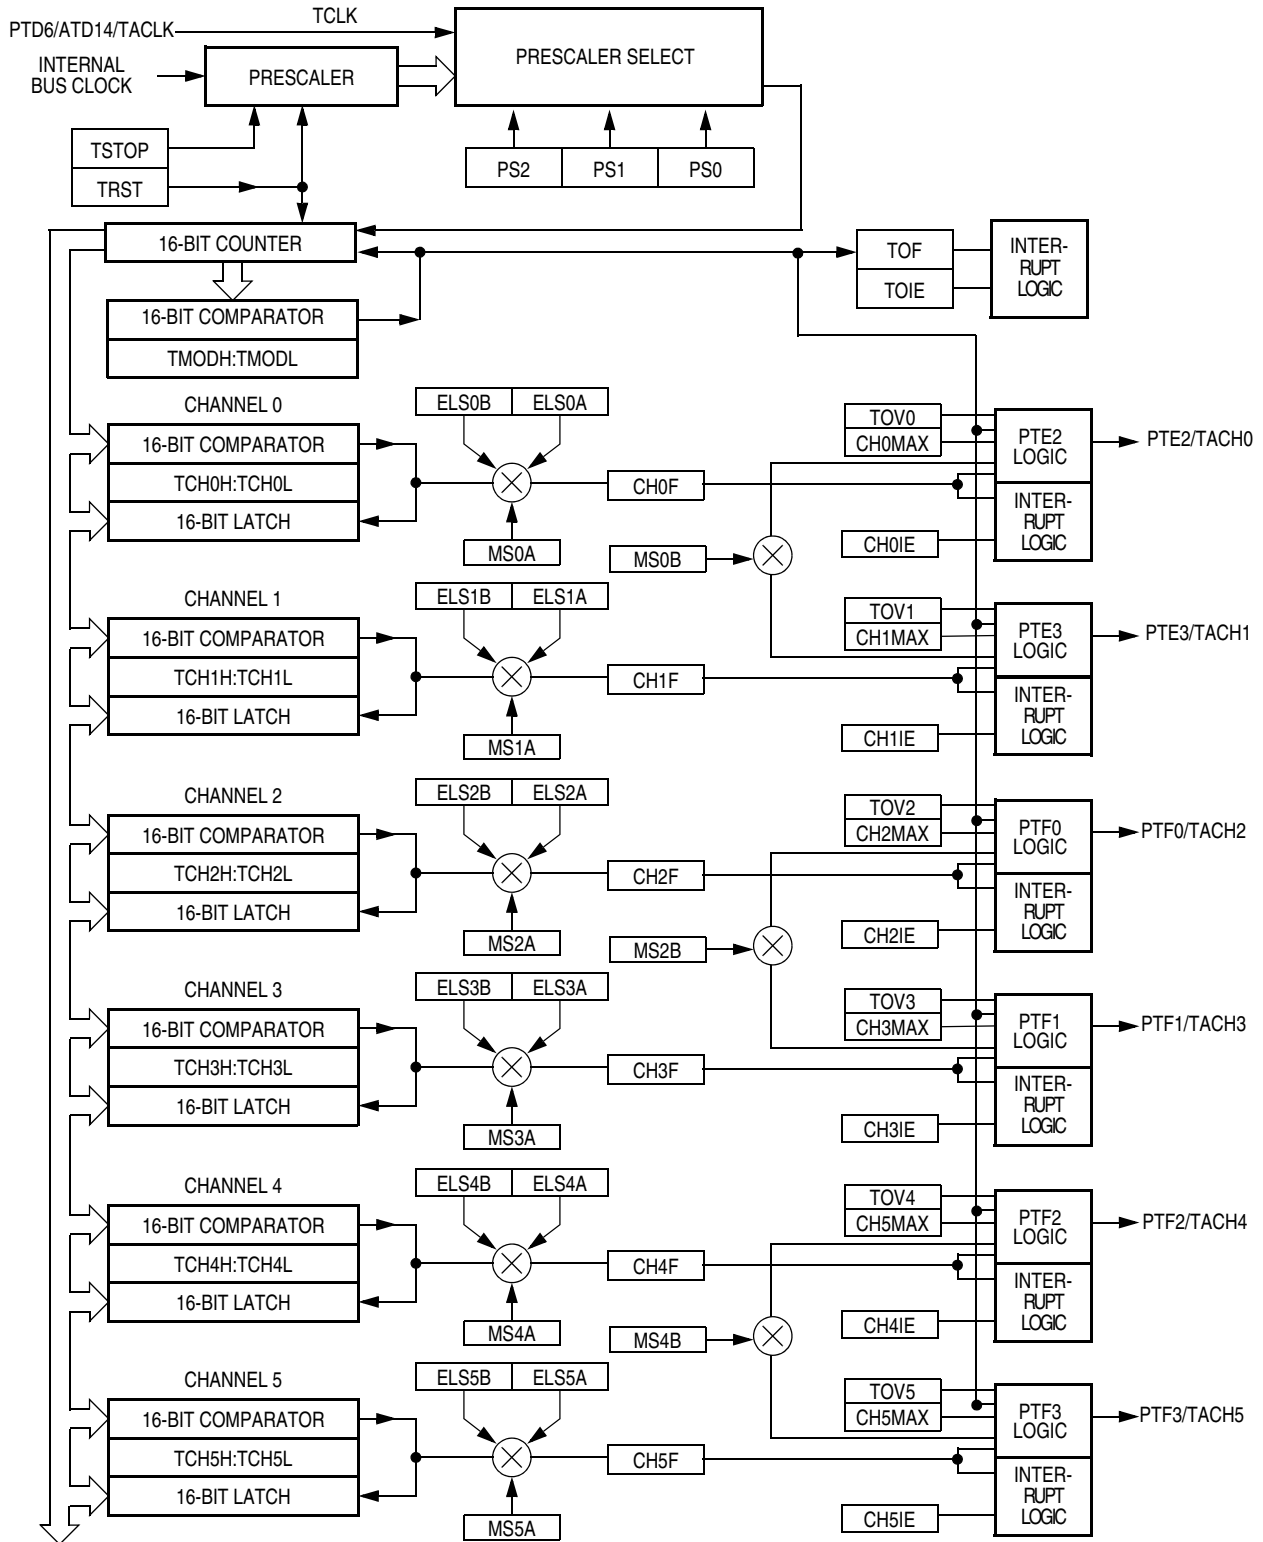 TCLK
PTD6/ATD14/TACLK
PRESCALER SELECT
INTERNAL
BUS CLOCK
PRESCALER
TSTOP
PS2 PS1 PS0
TRST
16-BIT COUNTER
TOF
INTER-
RUPT
LOGIC
TOIE
16-BIT COMPARATOR
TMODH:TMODL
CHANNEL 0
ELS0B ELS0A
TOV0
CH0MAX
PTE2
LOGIC
PTE2/TACH0
16-BIT COMPARATOR
TCH0H:TCH0L
CH0F
16-BIT LATCH
INTER-
RUPT
LOGIC
MS0A
MS0B
CH0IE
CHANNEL 1
ELS1B ELS1A
TOV1
CH1MAX
PTE3
LOGIC
PTE3/TACH1
16-BIT COMPARATOR
TCH1H:TCH1L
CH1F
16-BIT LATCH
INTER-
RUPT
LOGIC
MS1A
CH1IE
CHANNEL 2
ELS2B ELS2A
TOV2
CH2MAX
PTF0
LOGIC
PTF0/TACH2
16-BIT COMPARATOR
TCH2H:TCH2L
CH2F
16-BIT LATCH
INTER-
RUPT
LOGIC
MS2A
MS2B
CH2IE
CHANNEL 3
ELS3B ELS3A
TOV3
CH3MAX
PTF1
LOGIC
PTF1/TACH3
16-BIT COMPARATOR
TCH3H:TCH3L
CH3F
16-BIT LATCH
INTER-
RUPT
LOGIC
MS3A
CH3IE
CHANNEL 4
ELS4B ELS4A
TOV4
CH5MAX
PTF2
LOGIC
PTF2/TACH4
16-BIT COMPARATOR
TCH4H:TCH4L
CH4F
16-BIT LATCH
INTER-
RUPT
LOGIC
MS4A
MS4B
CH4IE
CHANNEL 5
ELS5B ELS5A
TOV5
CH5MAX
PTF3
LOGIC
PTF3/TACH5
16-BIT COMPARATOR
TCH5H:TCH5L
CH5F
16-BIT LATCH
INTER-
RUPT
LOGIC
MS5A
CH5IE